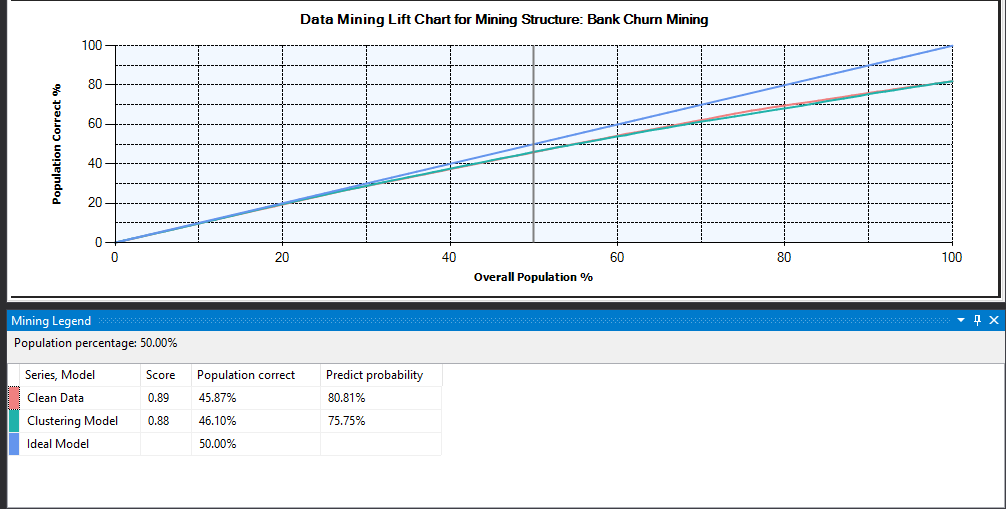 Data Mining Lift Chart for Mining Structure: Bank Churn Mining
Population Correct %
100
80
60
40
20
0
0 20 40 60 80 100
Overall Population %
Mining Legend
Population percentage: 50.00%
Series, Model Score Population correct Predict probability
Clean Data 0.89 45.87% 80.81%
Clustering Model 0.88 46.10% 75.75%
Ideal Model 50.00%